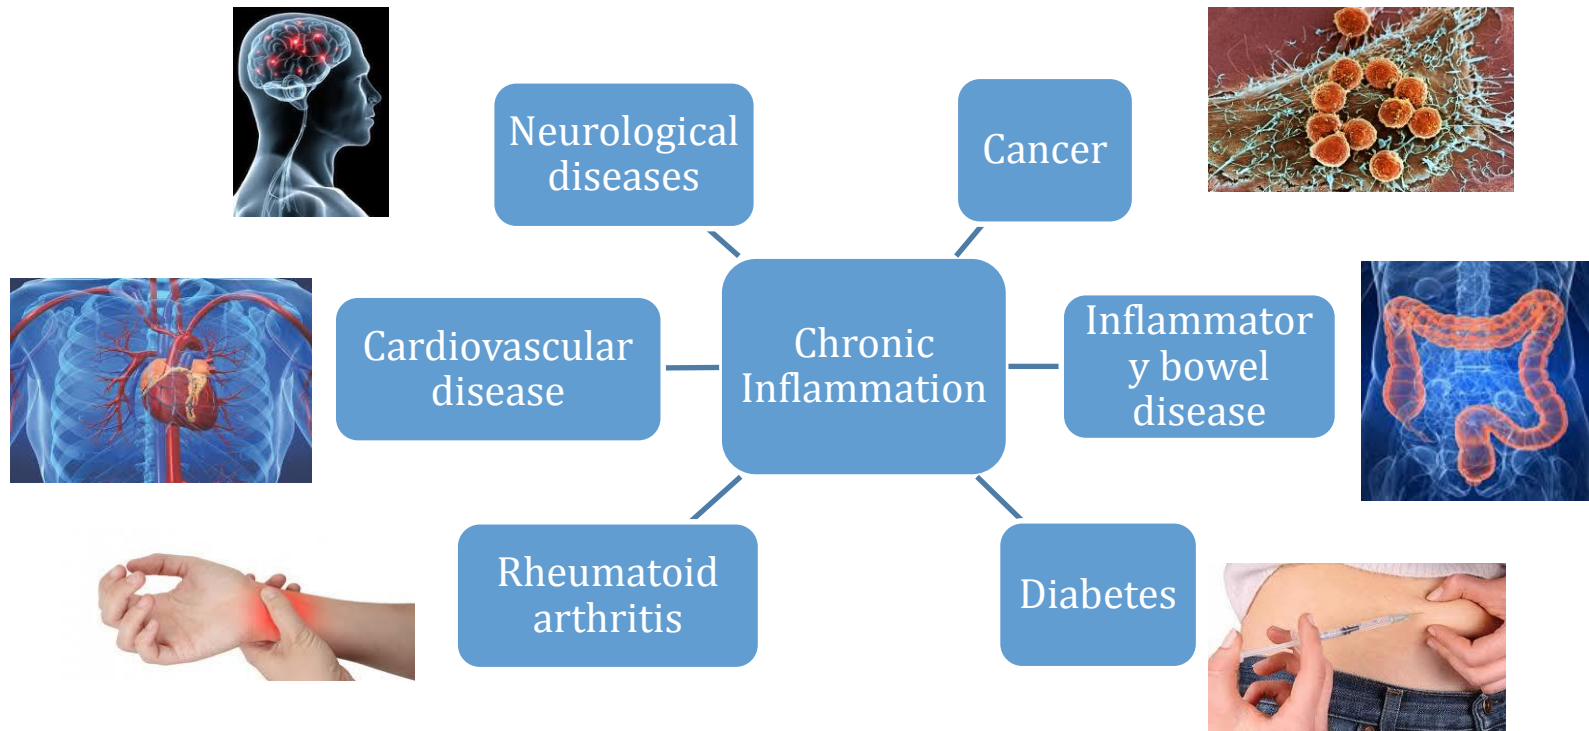 Neurological
diseases
Cancer
Cardiovascular
disease
Chronic
Inflammation
Inflammator
y bowel
disease
Rheumatoid
arthritis
Diabetes